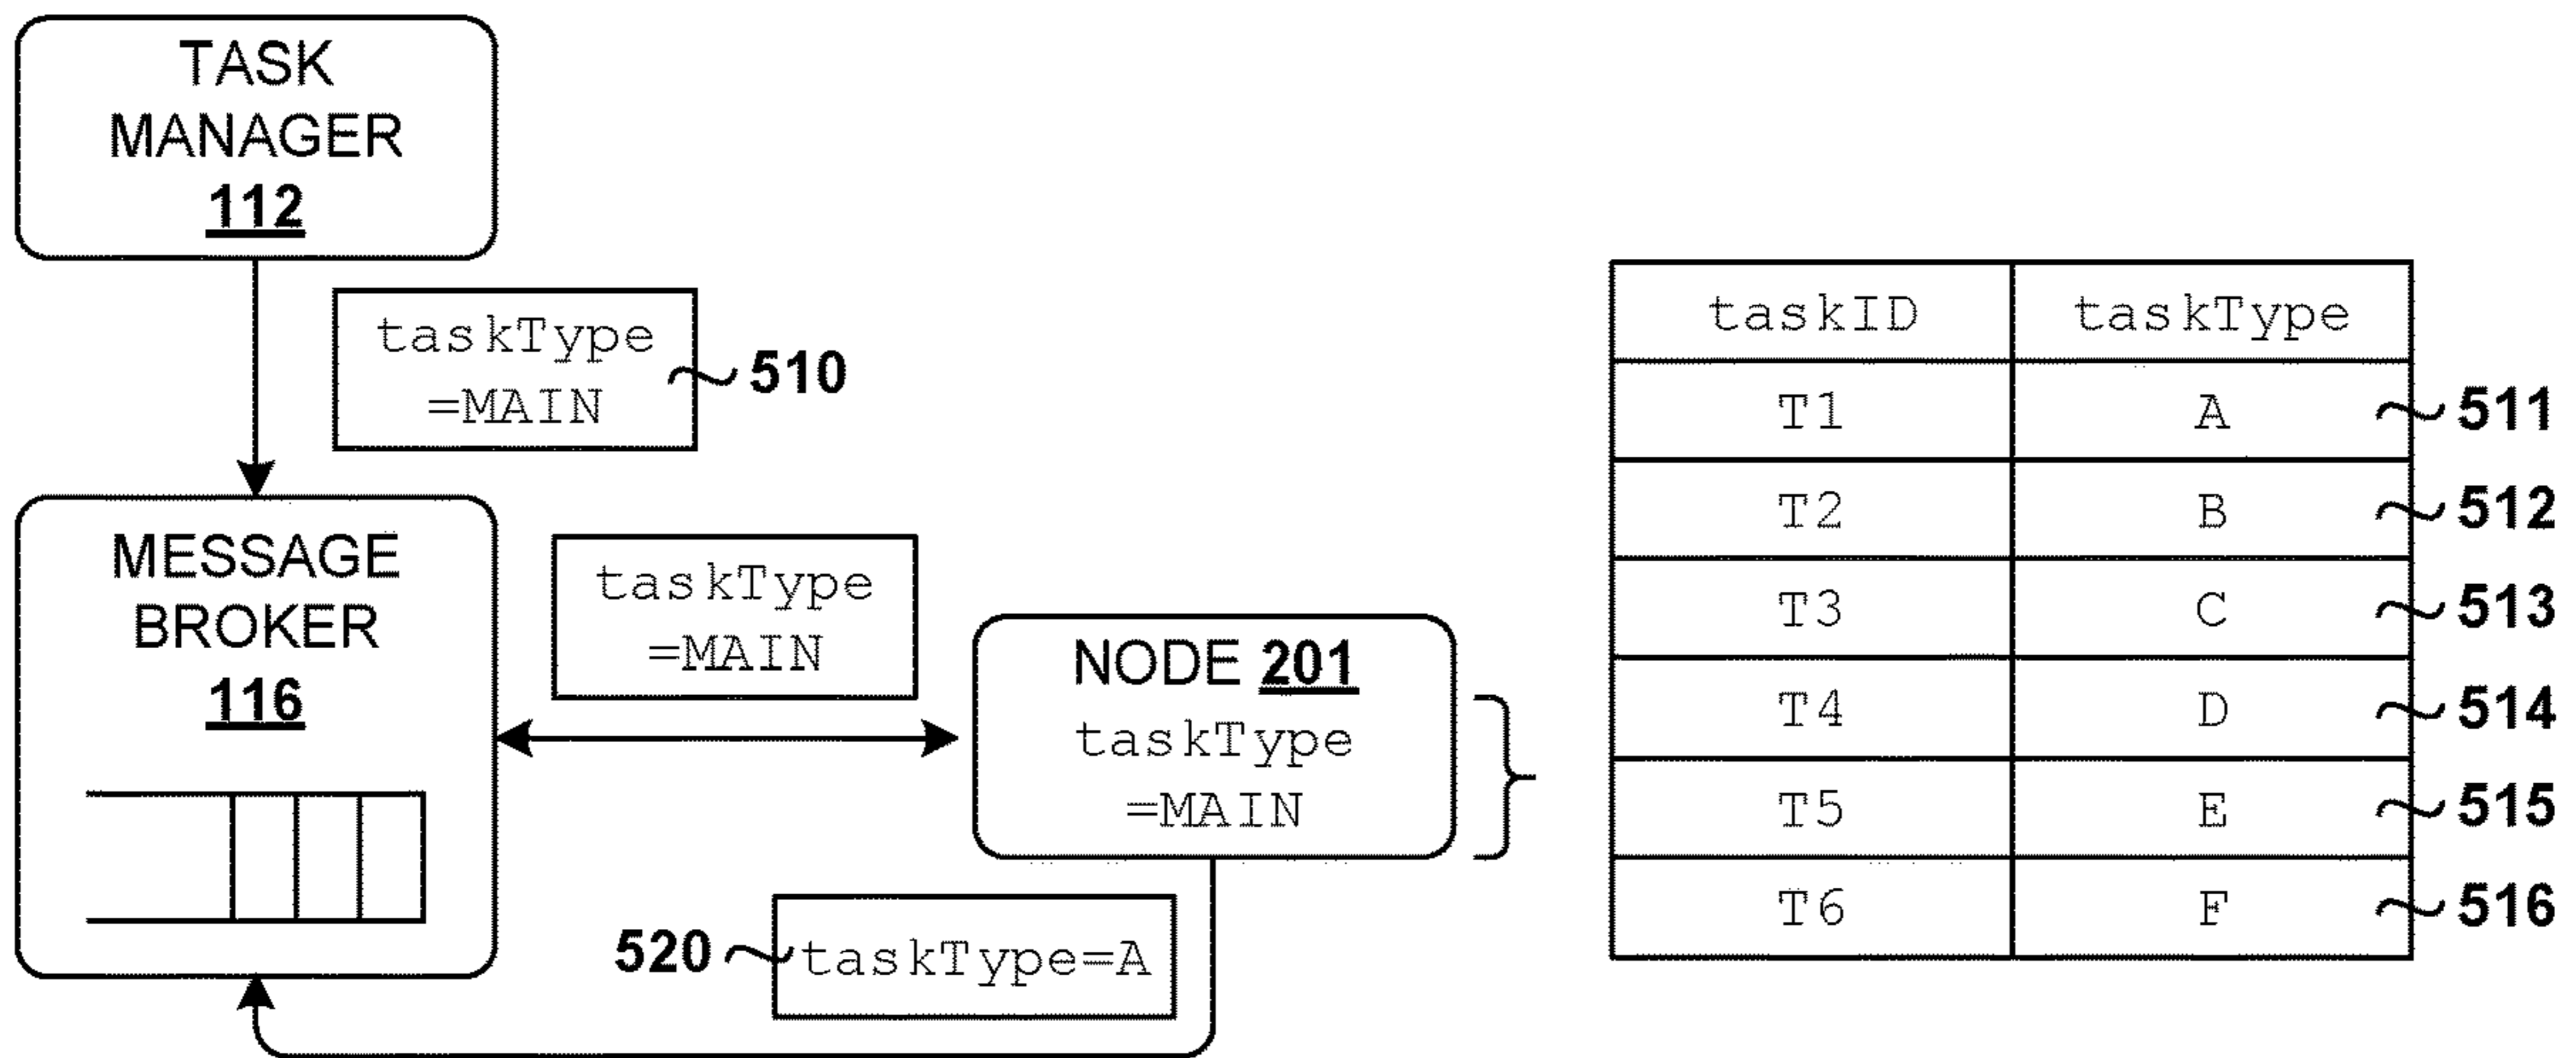 TASK
MANAGER
112
taskType
=MAIN
510
MESSAGE
BROKER
116
taskType
=MAIN
NODE 201
taskType
=MAIN
520
taskType=A
taskID taskType
T1 A 511
T2 B 512
T3 C 513
T4 D 514
T5 E 515
T6 F 516